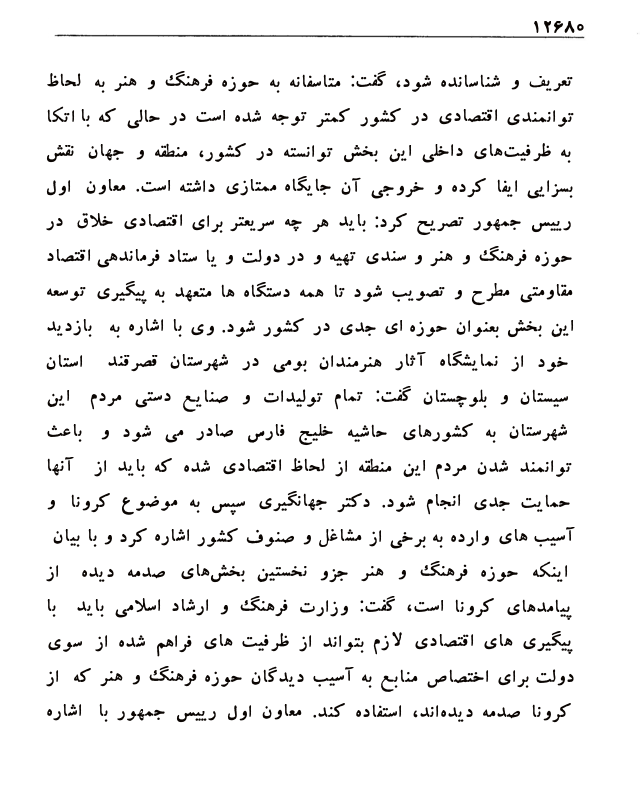 ۱۲۶۸۰
تعریف و شناسانده شود، گفت: متاسفانه به حوزه فرهنگ و هنر به لحاظ
توانمندی اقتصادی در کشور کمتر توجه شده است در حالی که با اتکا
به ظرفیت‌های داخلی این بخش توانسته در کشور، منطقه و جهان نقش
بسزایی ایفا کرده و خروجی آن جایگاه ممتازی داشته است. معاون اول
رییس جمهور تصریح کرد: باید هر چه سریعتر برای اقتصادی خلاق در
حوزه فرهنگ و هنر و سندی تهیه و در دولت و یا ستاد فرماندهی اقتصاد
مقاومتی مطرح و تصویب شود تا همه دستگاه ها متعهد به پیگیری توسعه
این بخش بعنوان حوزه ای جدی در کشور شود. وی با اشاره به بازدید
خود از نمایشگاه آثار هنرمندان بومی در شهرستان قصرقند استان
سیستان و بلوچستان گفت: تمام تولیدات و صنایع دستی مردم این
شهرستان به کشورهای حاشیه خلیج فارس صادر می شود و باعث
توانمند شدن مردم این منطقه از لحاظ اقتصادی شده که باید از آنها
حمایت جدی انجام شود. دکتر جهانگیری سپس به موضوع کرونا و
آسیب های وارده به برخی از مشاغل و صنوف کشور اشاره کرد و با بیان
اینکه حوزه فرهنگ و هنر جزو نخستین بخش‌های صدمه دیده از
پیامدهای کرونا است، گفت: وزارت فرهنگ و ارشاد اسلامی باید با
پیگیری های اقتصادی لازم بتواند از ظرفیت های فراهم شده از سوی
دولت برای اختصاص منابع به آسیب دیدگان حوزه فرهنگ و هنر که از
کرونا صدمه دیده‌اند، استفاده کند. معاون اول رییس جمهور با اشاره